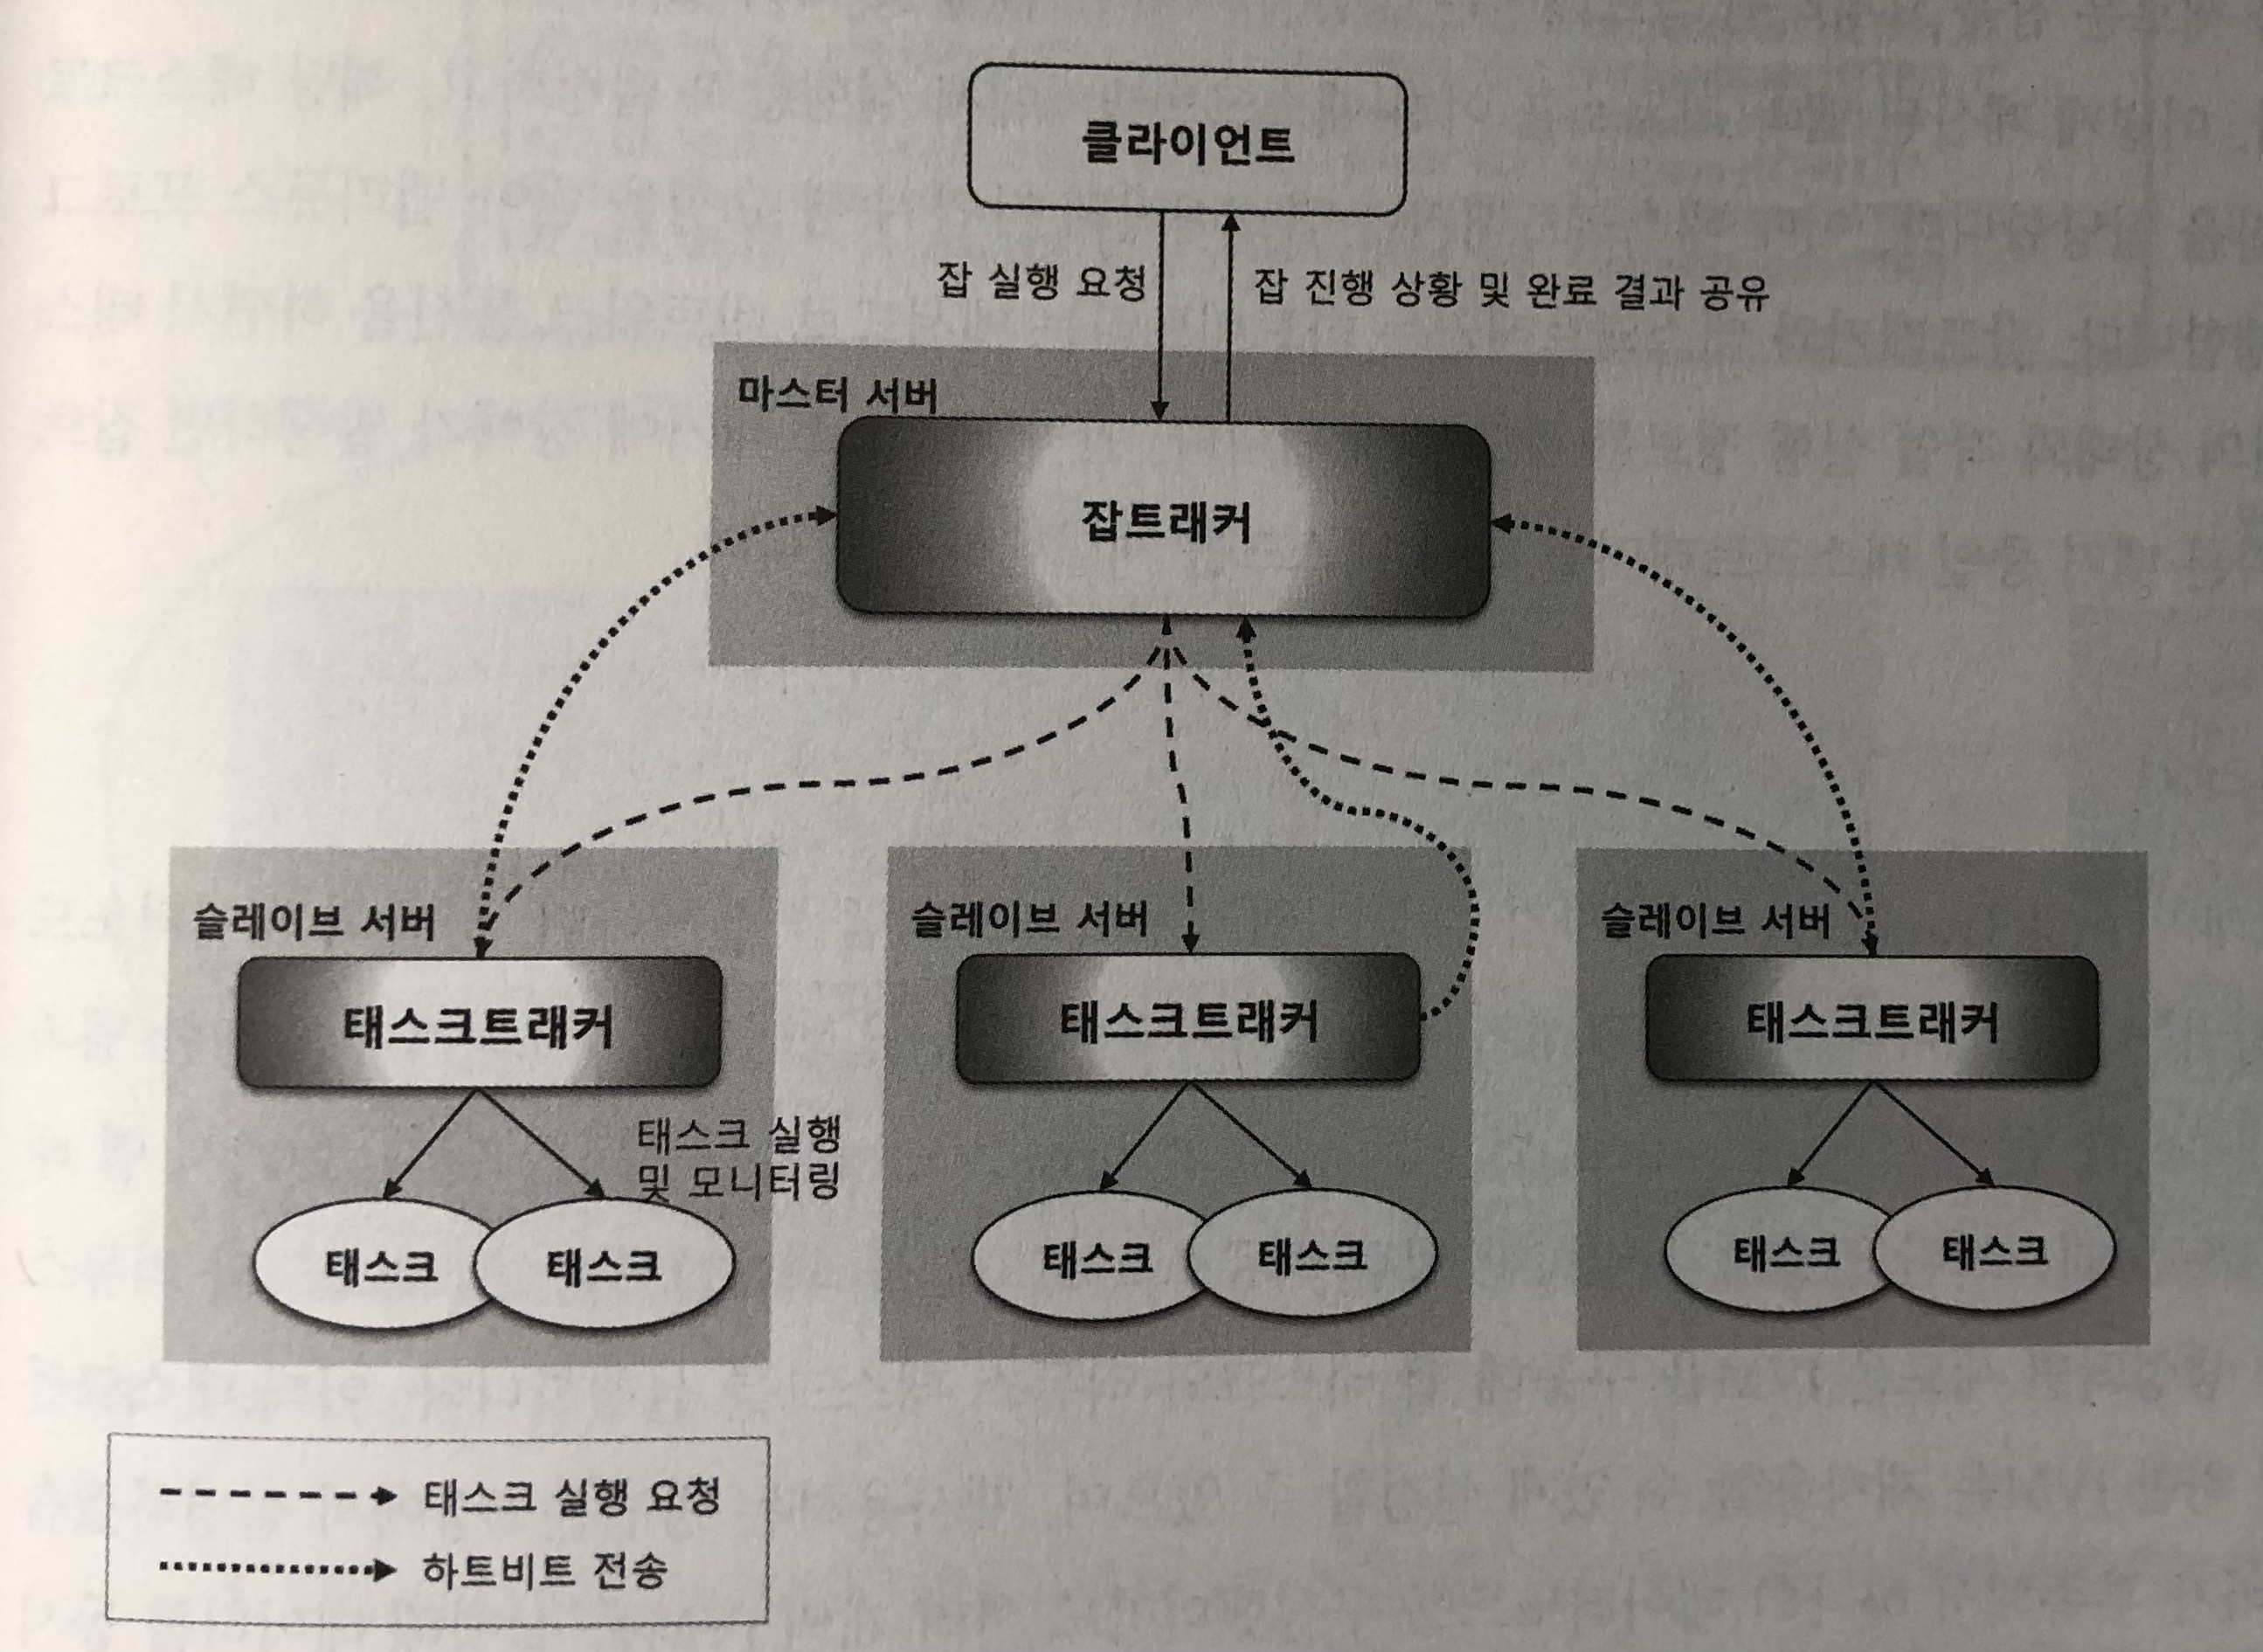 클라이언트
잡 실행 요청
잡 진행 상황 및 완료 결과 공유
마스터 서버
잡트래커
슬레이브 서버
슬레이브 서버
슬레이브 서버
태스크트래커
태스크트래커
태스크트래커
태스크 실행
및 모니터링
태스크
태스크
태스크
태스크
태스크
태스크
태스크 실행 요청
하트비트 전송